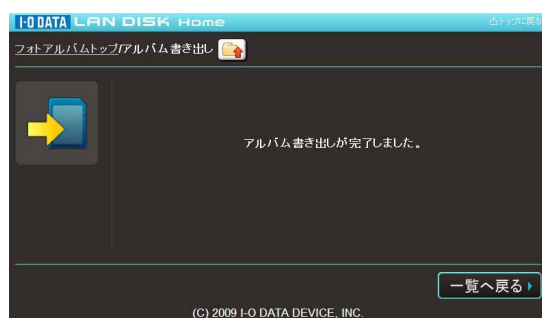 I-O DATA LAN DISK Home
トップに戻る
フォトアルバムトップ/アルバム書き出し
アルバム書き出しが完了しました。
一覧へ戻る
(C) 2009 I-O DATA DEVICE, INC.